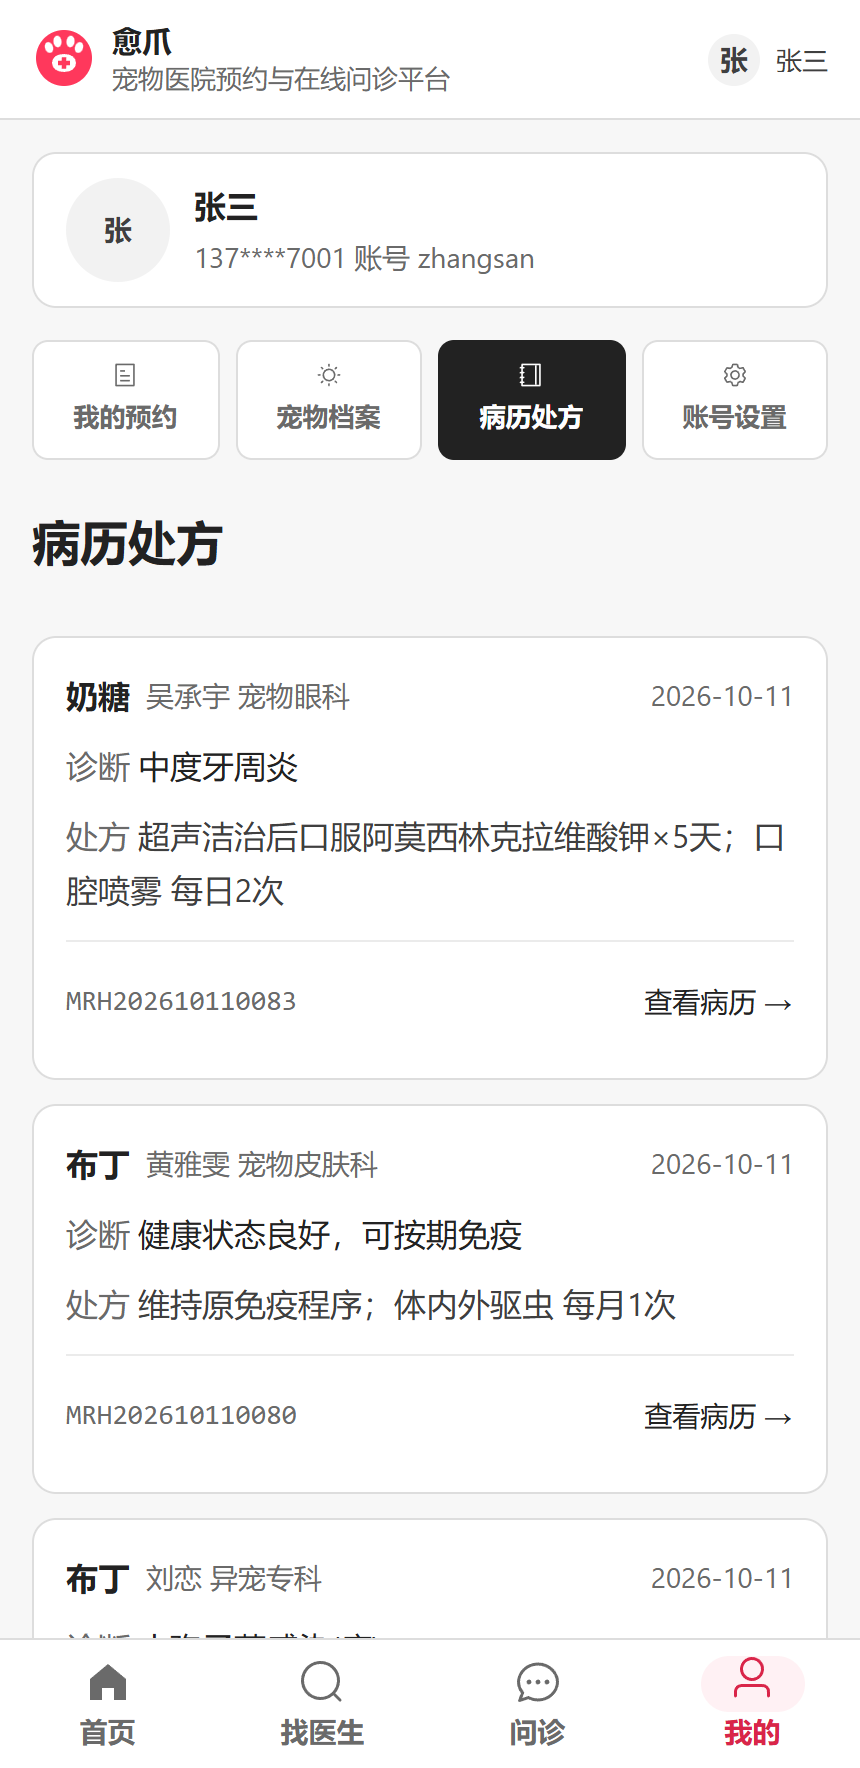 愈爪
宠物医院预约与在线问诊平台
张 张三
张
张三
137****7001 账号 zhangsan
我的预约
宠物档案
病历处方
账号设置
病历处方
奶糖 吴承宇 宠物眼科 2026-10-11
诊断 中度牙周炎
处方 超声洁治后口服阿莫西林克拉维酸钾×5天；口
腔喷雾 每日2次
MRH202610110083 查看病历 →
布丁 黄雅雯 宠物皮肤科 2026-10-11
诊断 健康状态良好，可按期免疫
处方 维持原免疫程序；体内外驱虫 每月1次
MRH202610110080 查看病历 →
布丁 刘恋 异宠专科 2026-10-11
首页
找医生
问诊
我的